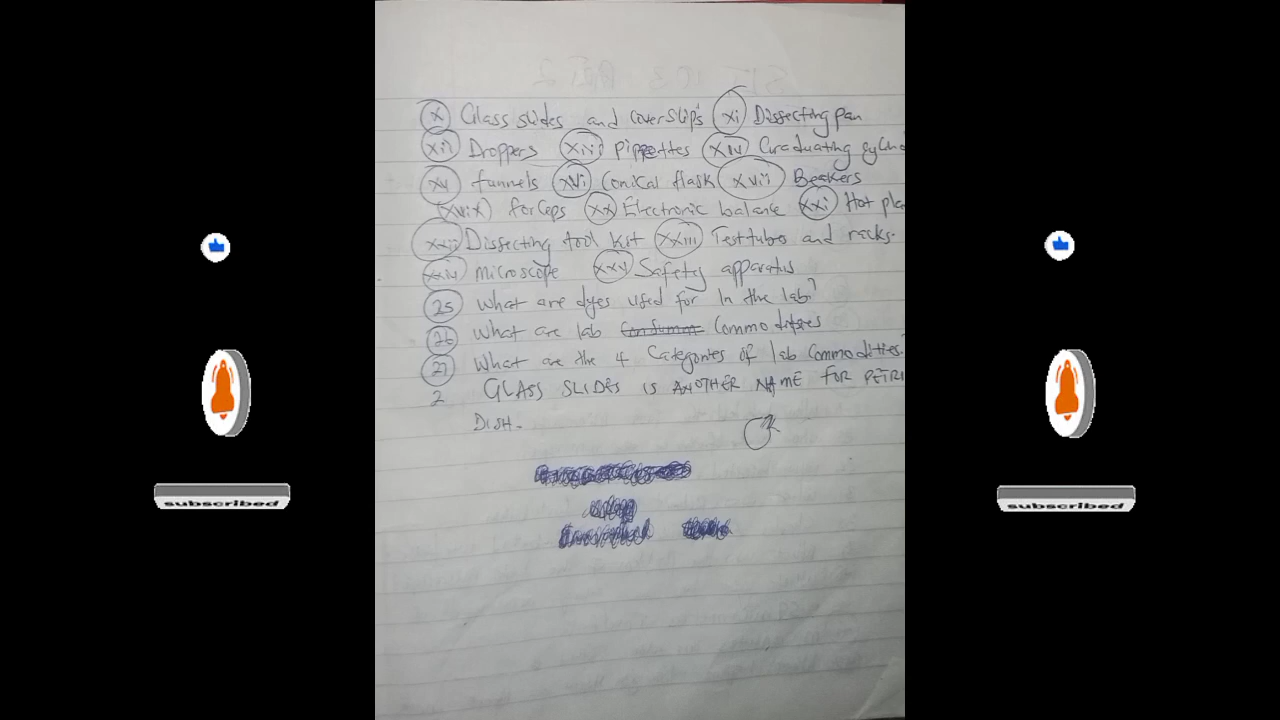 (x) Glass slides and coverslips (xi) Dissecting pan
(xii) Droppers (xiii) pippettes (xiv) Graduating cylind
(xv) funnels (xvi) Conical flask (xvii) Beakers
(xvix) forceps (xx) Electronic balance (xxi) Hot pla
(xxii) Dissecting tool kit (xxiii) Testtubes and racks.
(xxiv) microscope (xxv) Safety apparatus
(25) What are dyes used for in the lab?
(26) What are lab Commodities
(27) What are the 4 Categories of lab Commodities?
2 GLASS SLIDES IS ANOTHER NAME FOR PETRI
DISH.
subscribed
subscribed